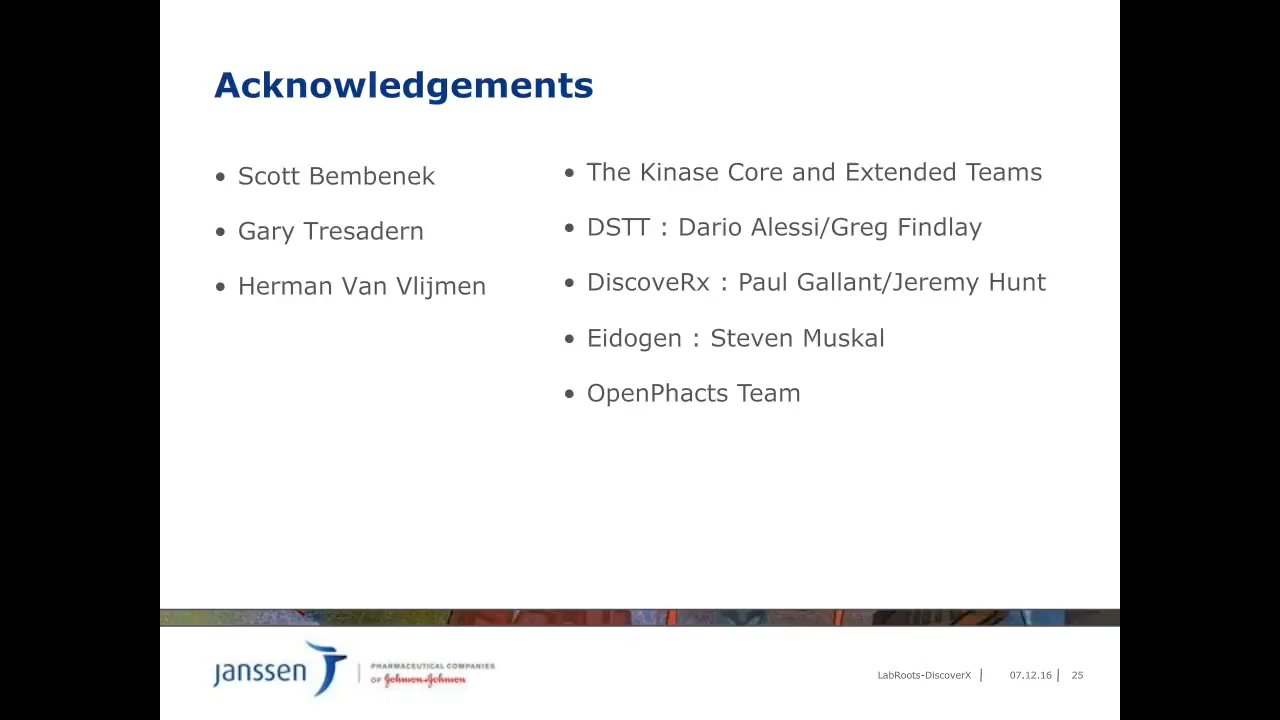 Acknowledgements
• Scott Bembenek
• Gary Tresadern
• Herman Van Vlijmen
• The Kinase Core and Extended Teams
• DSTT : Dario Alessi/Greg Findlay
• DiscoveRx : Paul Gallant/Jeremy Hunt
• Eidogen : Steven Muskal
• OpenPhacts Team
janssen
PHARMACEUTICAL COMPANIES
OF Johnson-Johnson
LabRoots-DiscoverX | 07.12.16 | 25